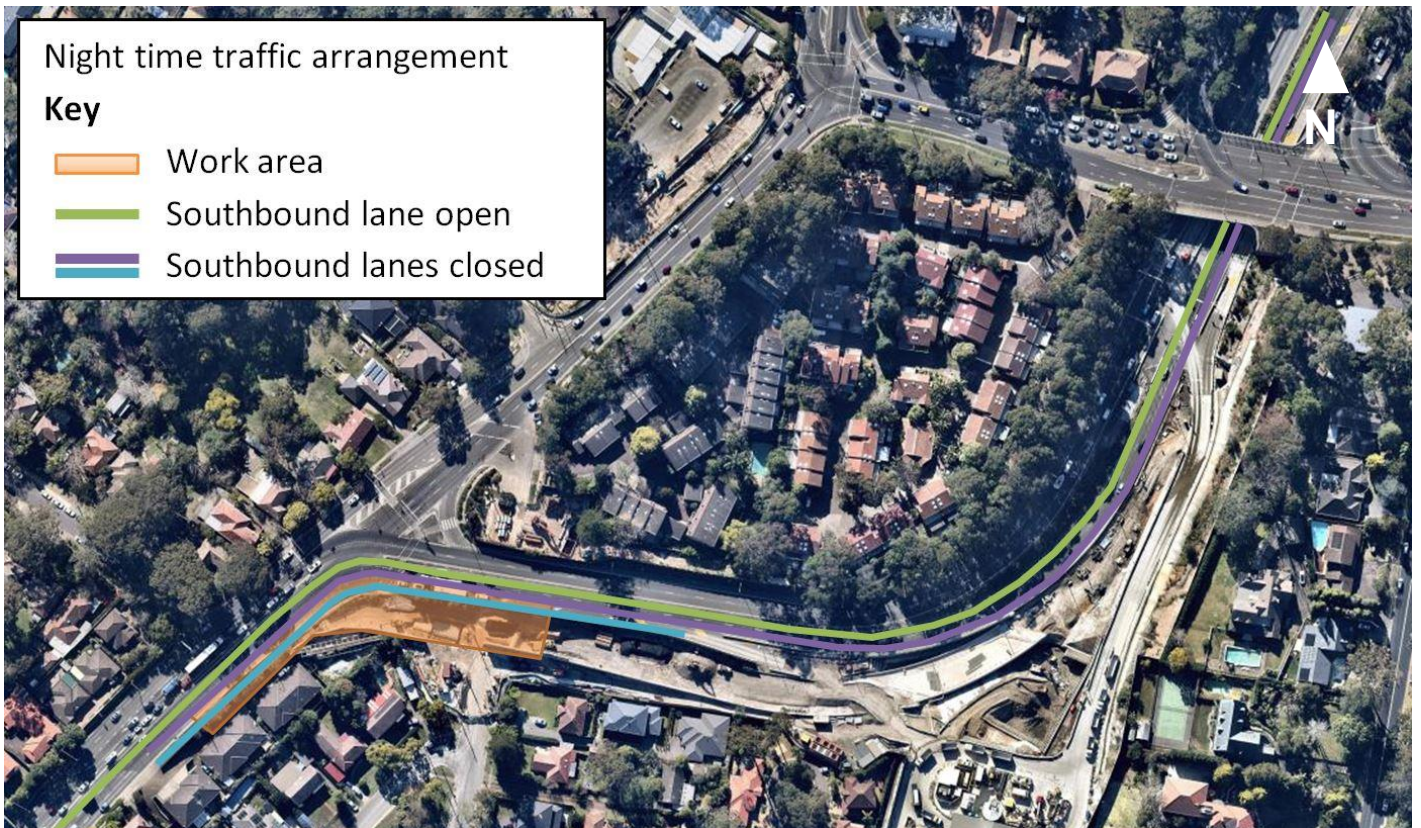 Night time traffic arrangement
Key
Work area
Southbound lane open
Southbound lanes closed
N